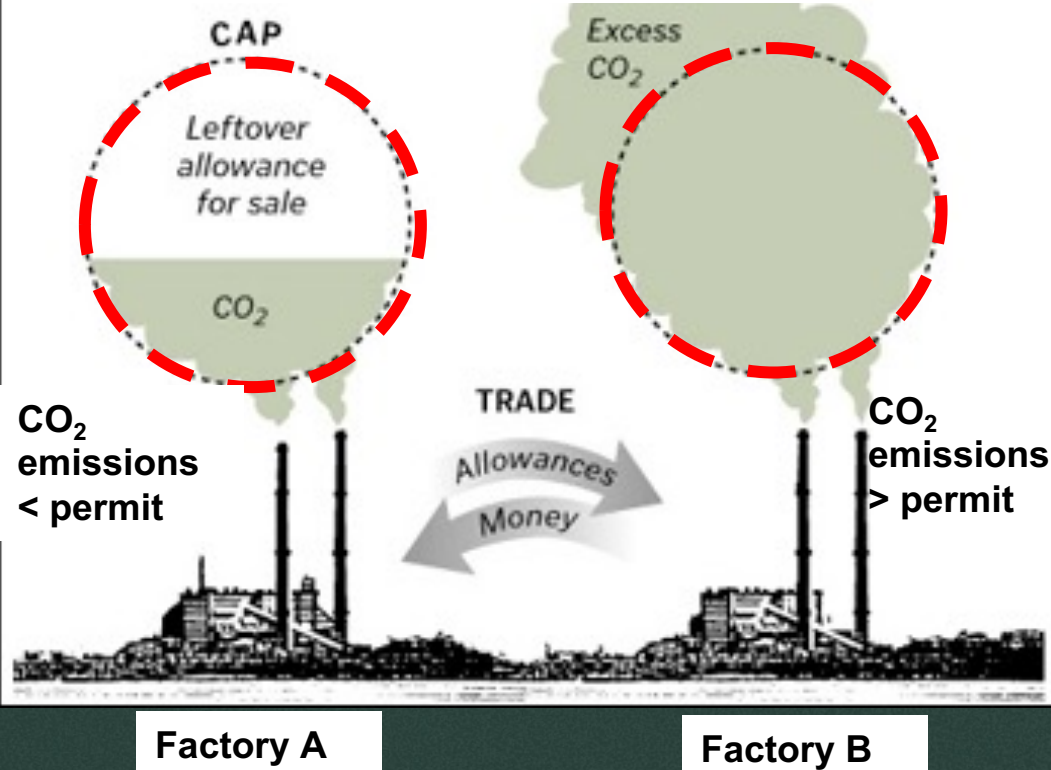 CAP
Leftover
allowance
for sale
CO₂
Excess
CO₂
CO₂
emissions
< permit
TRADE
Allowances
Money
CO₂
emissions
> permit
Factory A
Factory B